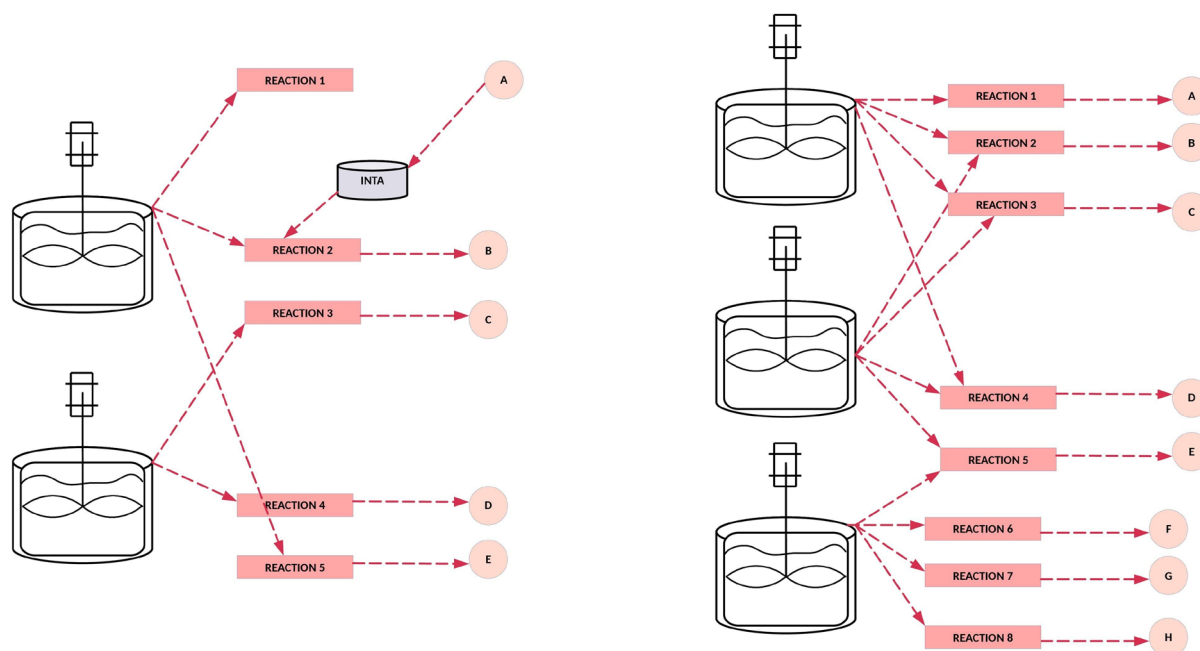 REACTION 1
A
INTA
REACTION 2
B
REACTION 3
C
REACTION 4
D
REACTION 5
E
REACTION 1
A
REACTION 2
B
REACTION 3
C
REACTION 4
D
REACTION 5
E
REACTION 6
F
REACTION 7
G
REACTION 8
H